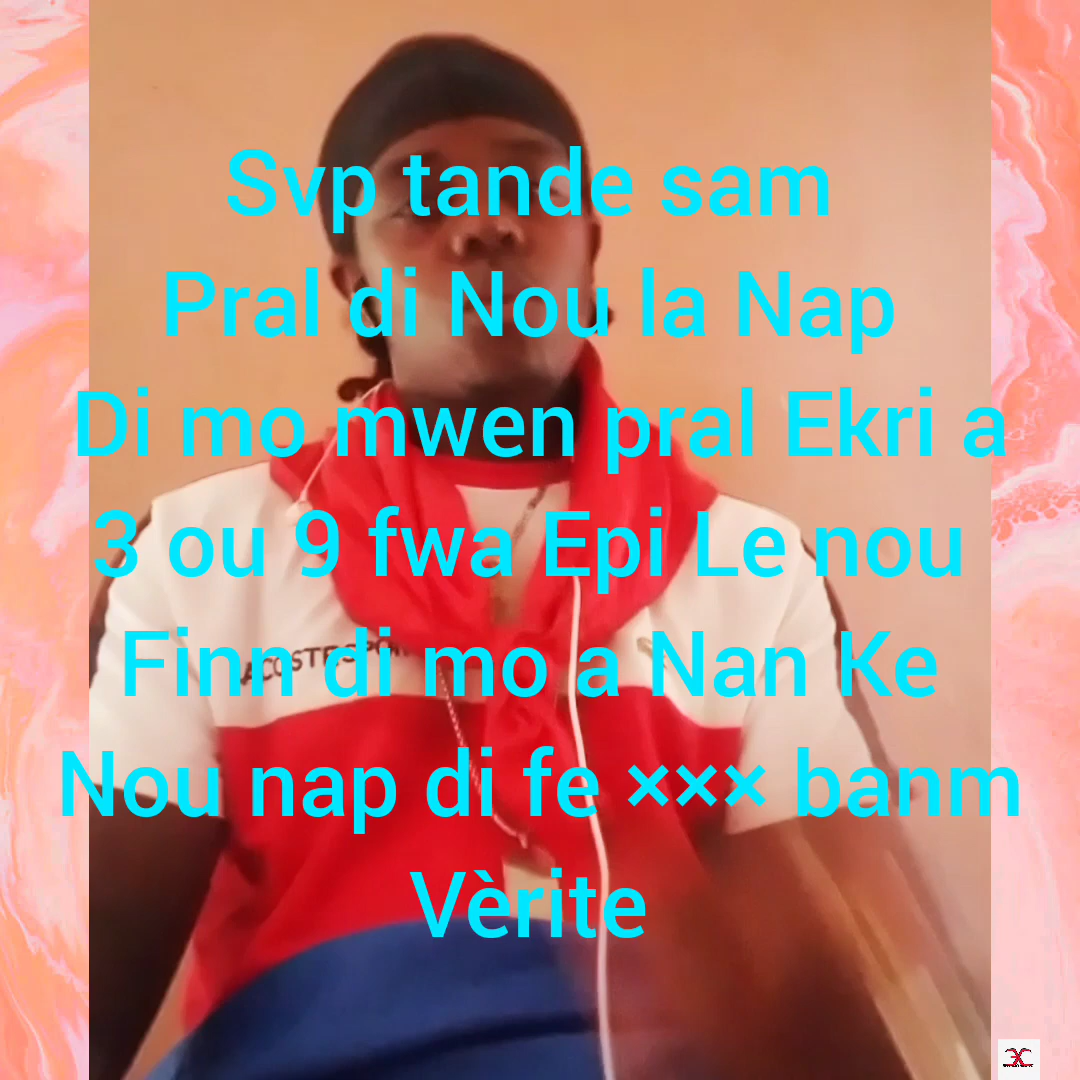 Svp tande sam
Pral di Nou la Nap
Di mo mwen pral Ekri a
3 ou 9 fwa Epi Le nou
Finn di mo a Nan Ke
Nou nap di fe ××× banm
Vèrite